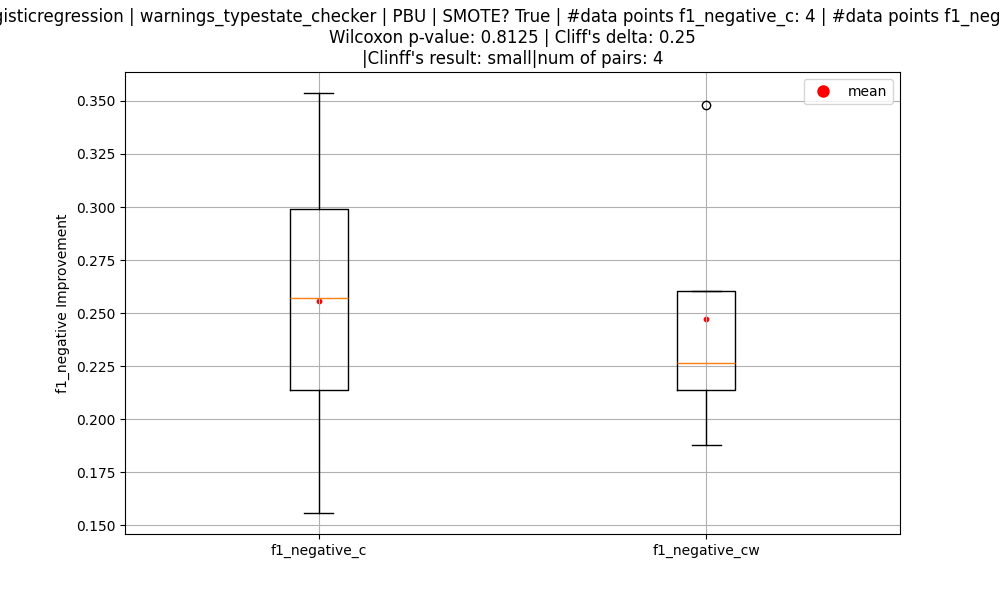 gisticregression | warnings_typestate_checker | PBU | SMOTE? True | #data points f1_negative_c: 4 | #data points f1_neg
Wilcoxon p-value: 0.8125 | Cliff's delta: 0.25
|Clinff's result: small|num of pairs: 4
mean
0.350
0.325
0.300
0.275
0.250
0.225
0.200
0.175
0.150
f1_negative Improvement
f1_negative_c
f1_negative_cw